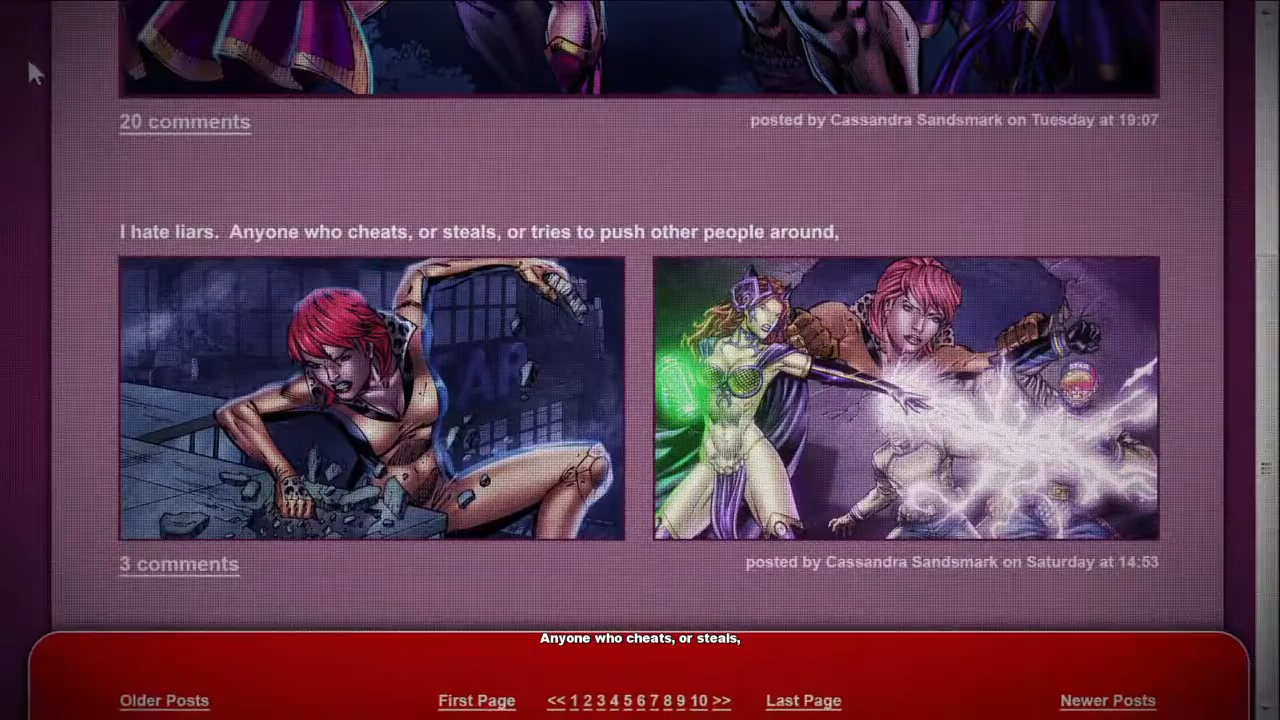 20 comments
posted by Cassandra Sandsmark on Tuesday at 19:07
I hate liars.  Anyone who cheats, or steals, or tries to push other people around,
STAR
3 comments
posted by Cassandra Sandsmark on Saturday at 14:53
Anyone who cheats, or steals,
Older Posts
First Page
<< 1 2 3 4 5 6 7 8 9 10 >>
Last Page
Newer Posts